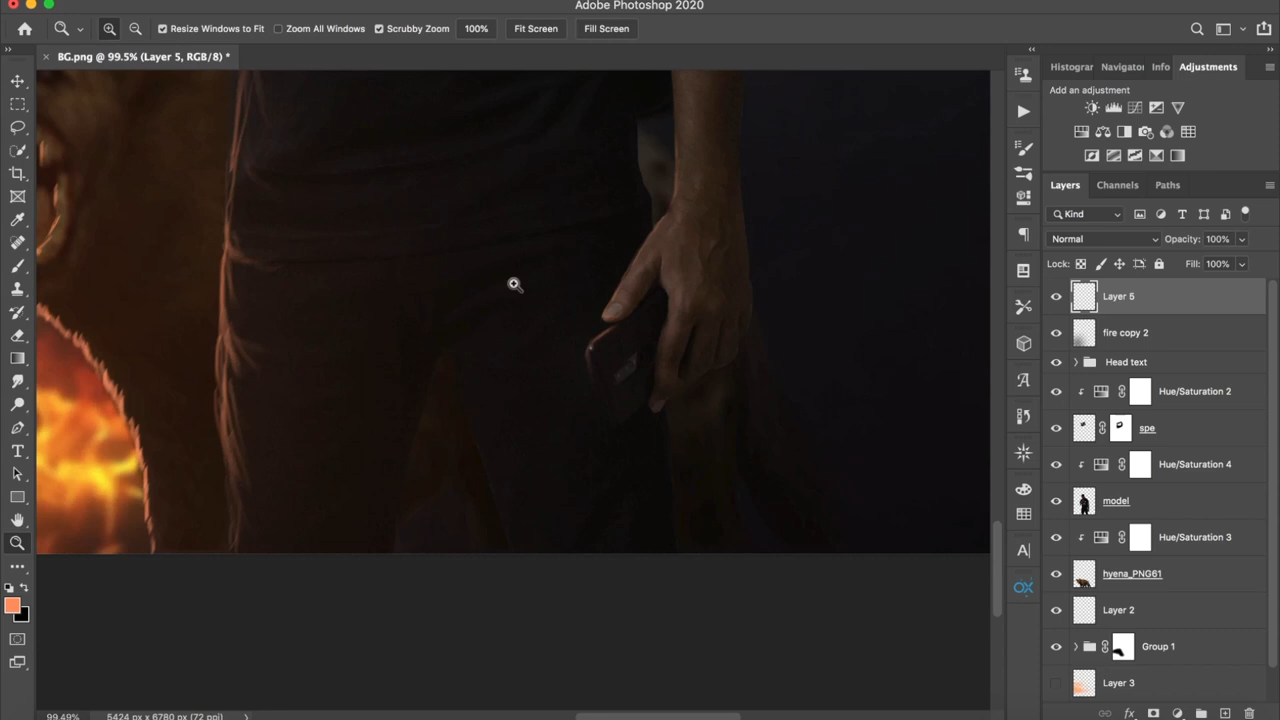 Adobe Photoshop 2020
Resize Windows to Fit
Zoom All Windows
Scrubby Zoom
100%
Fit Screen
Fill Screen
BG.png @ 99.5% (Layer 5, RGB/8) *
Histogran
Navigator
Info
Adjustments
Add an adjustment
Layers
Channels
Paths
Kind
Normal
Opacity: 100%
Lock:
Fill: 100%
Layer 5
fire copy 2
Head text
Hue/Saturation 2
spe
Hue/Saturation 4
model
Hue/Saturation 3
hyena_PNG61
Layer 2
Group 1
Layer 3
99.49%
5424 px x 6780 px (72 ppi)